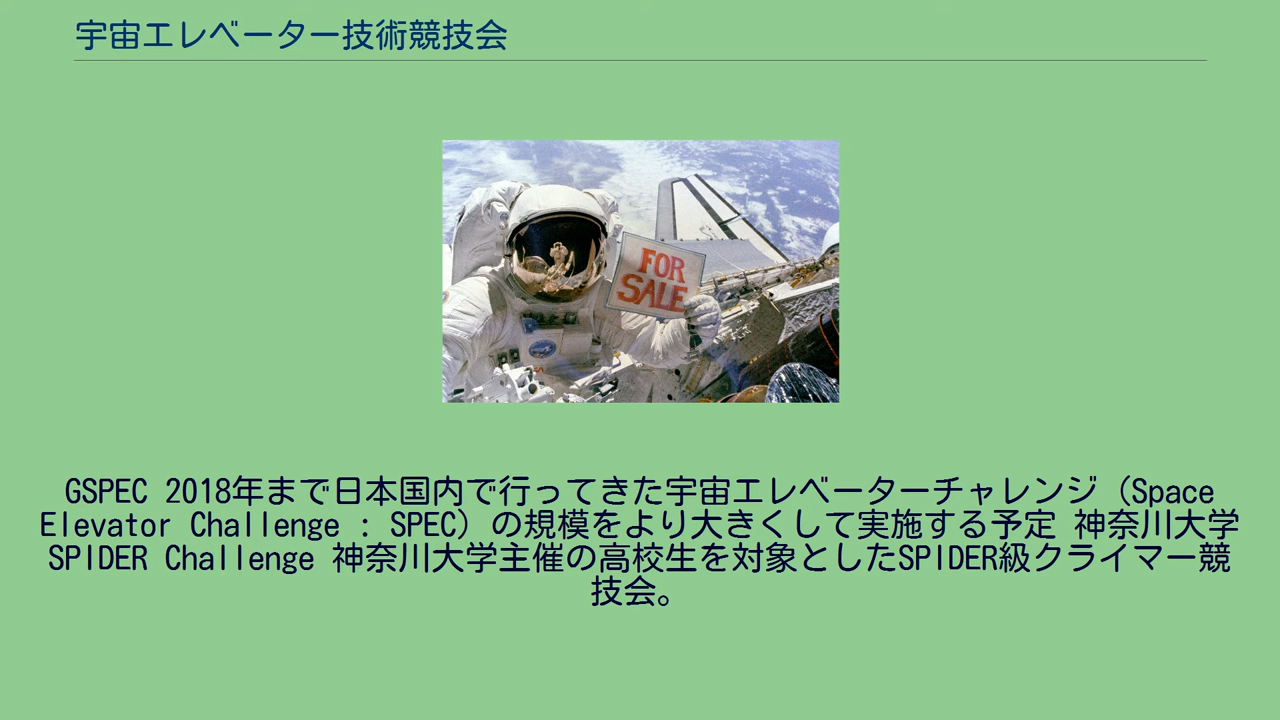 宇宙エレベーター技術競技会
FOR
SALE
GSPEC 2018年まで日本国内で行ってきた宇宙エレベーターチャレンジ（Space
Elevator Challenge : SPEC）の規模をより大きくして実施する予定 神奈川大学
SPIDER Challenge 神奈川大学主催の高校生を対象としたSPIDER級クライマー競
技会。